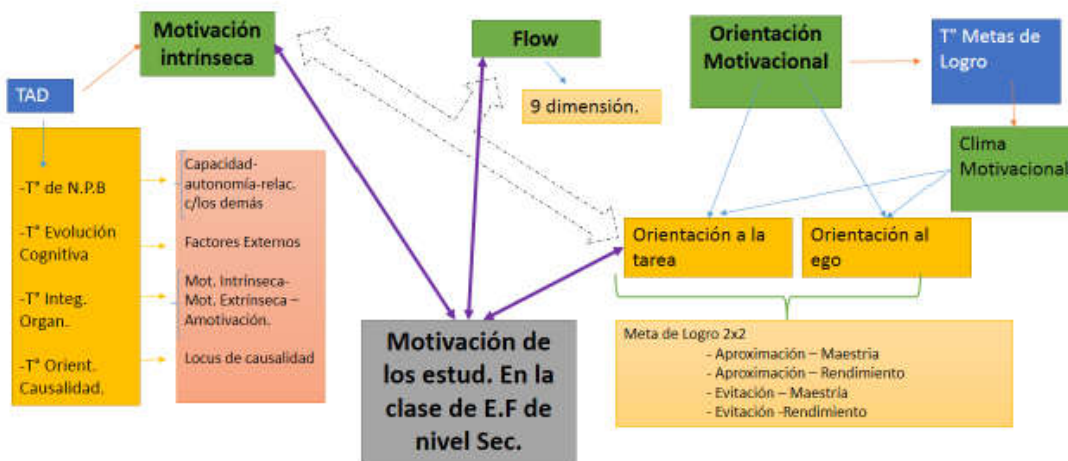 Motivación
intrínseca
Flow
Orientación
Motivacional
T° Metas de
Logro
TAD
9 dimensión.
Clima
Motivacional
-T° de N.P.B
-T° Evolución
Cognitiva
-T° Integ.
Organ.
-T° Orient.
Causalidad.
Capacidad-
autonomía-relac.
c/los demás
Factores Externos
Mot. Intrínseca-
Mot. Extrínseca –
Amotivación.
Locus de causalidad
Orientación a la
tarea
Orientación al
ego
Motivación de
los estud. En la
clase de E.F de
nivel Sec.
Meta de Logro 2x2
- Aproximación – Maestria
- Aproximación – Rendimiento
- Evitación – Maestría
- Evitación -Rendimiento